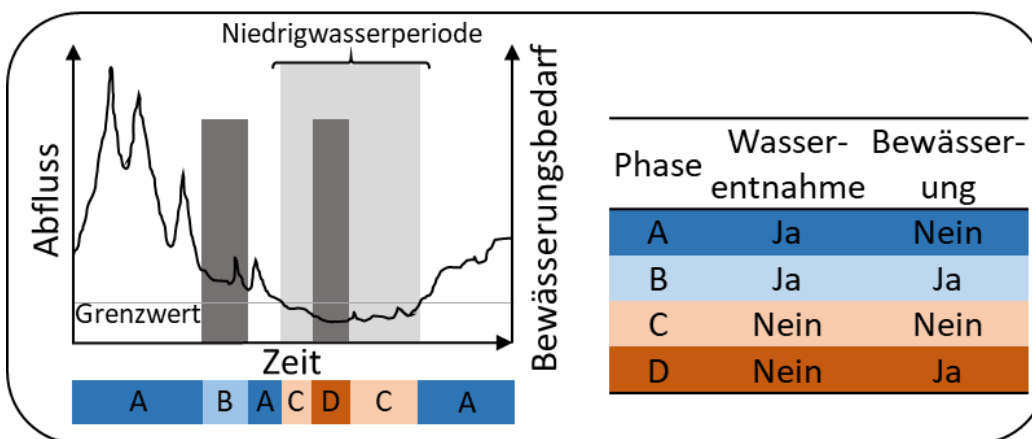 Niedrigwasserperiode
Abfluss
Bewässerungsbedarf
Grenzwert
Zeit
A B A C D C A
Phase Wasser- Bewässer-
entnahme ung
A Ja Nein
B Ja Ja
C Nein Nein
D Nein Ja